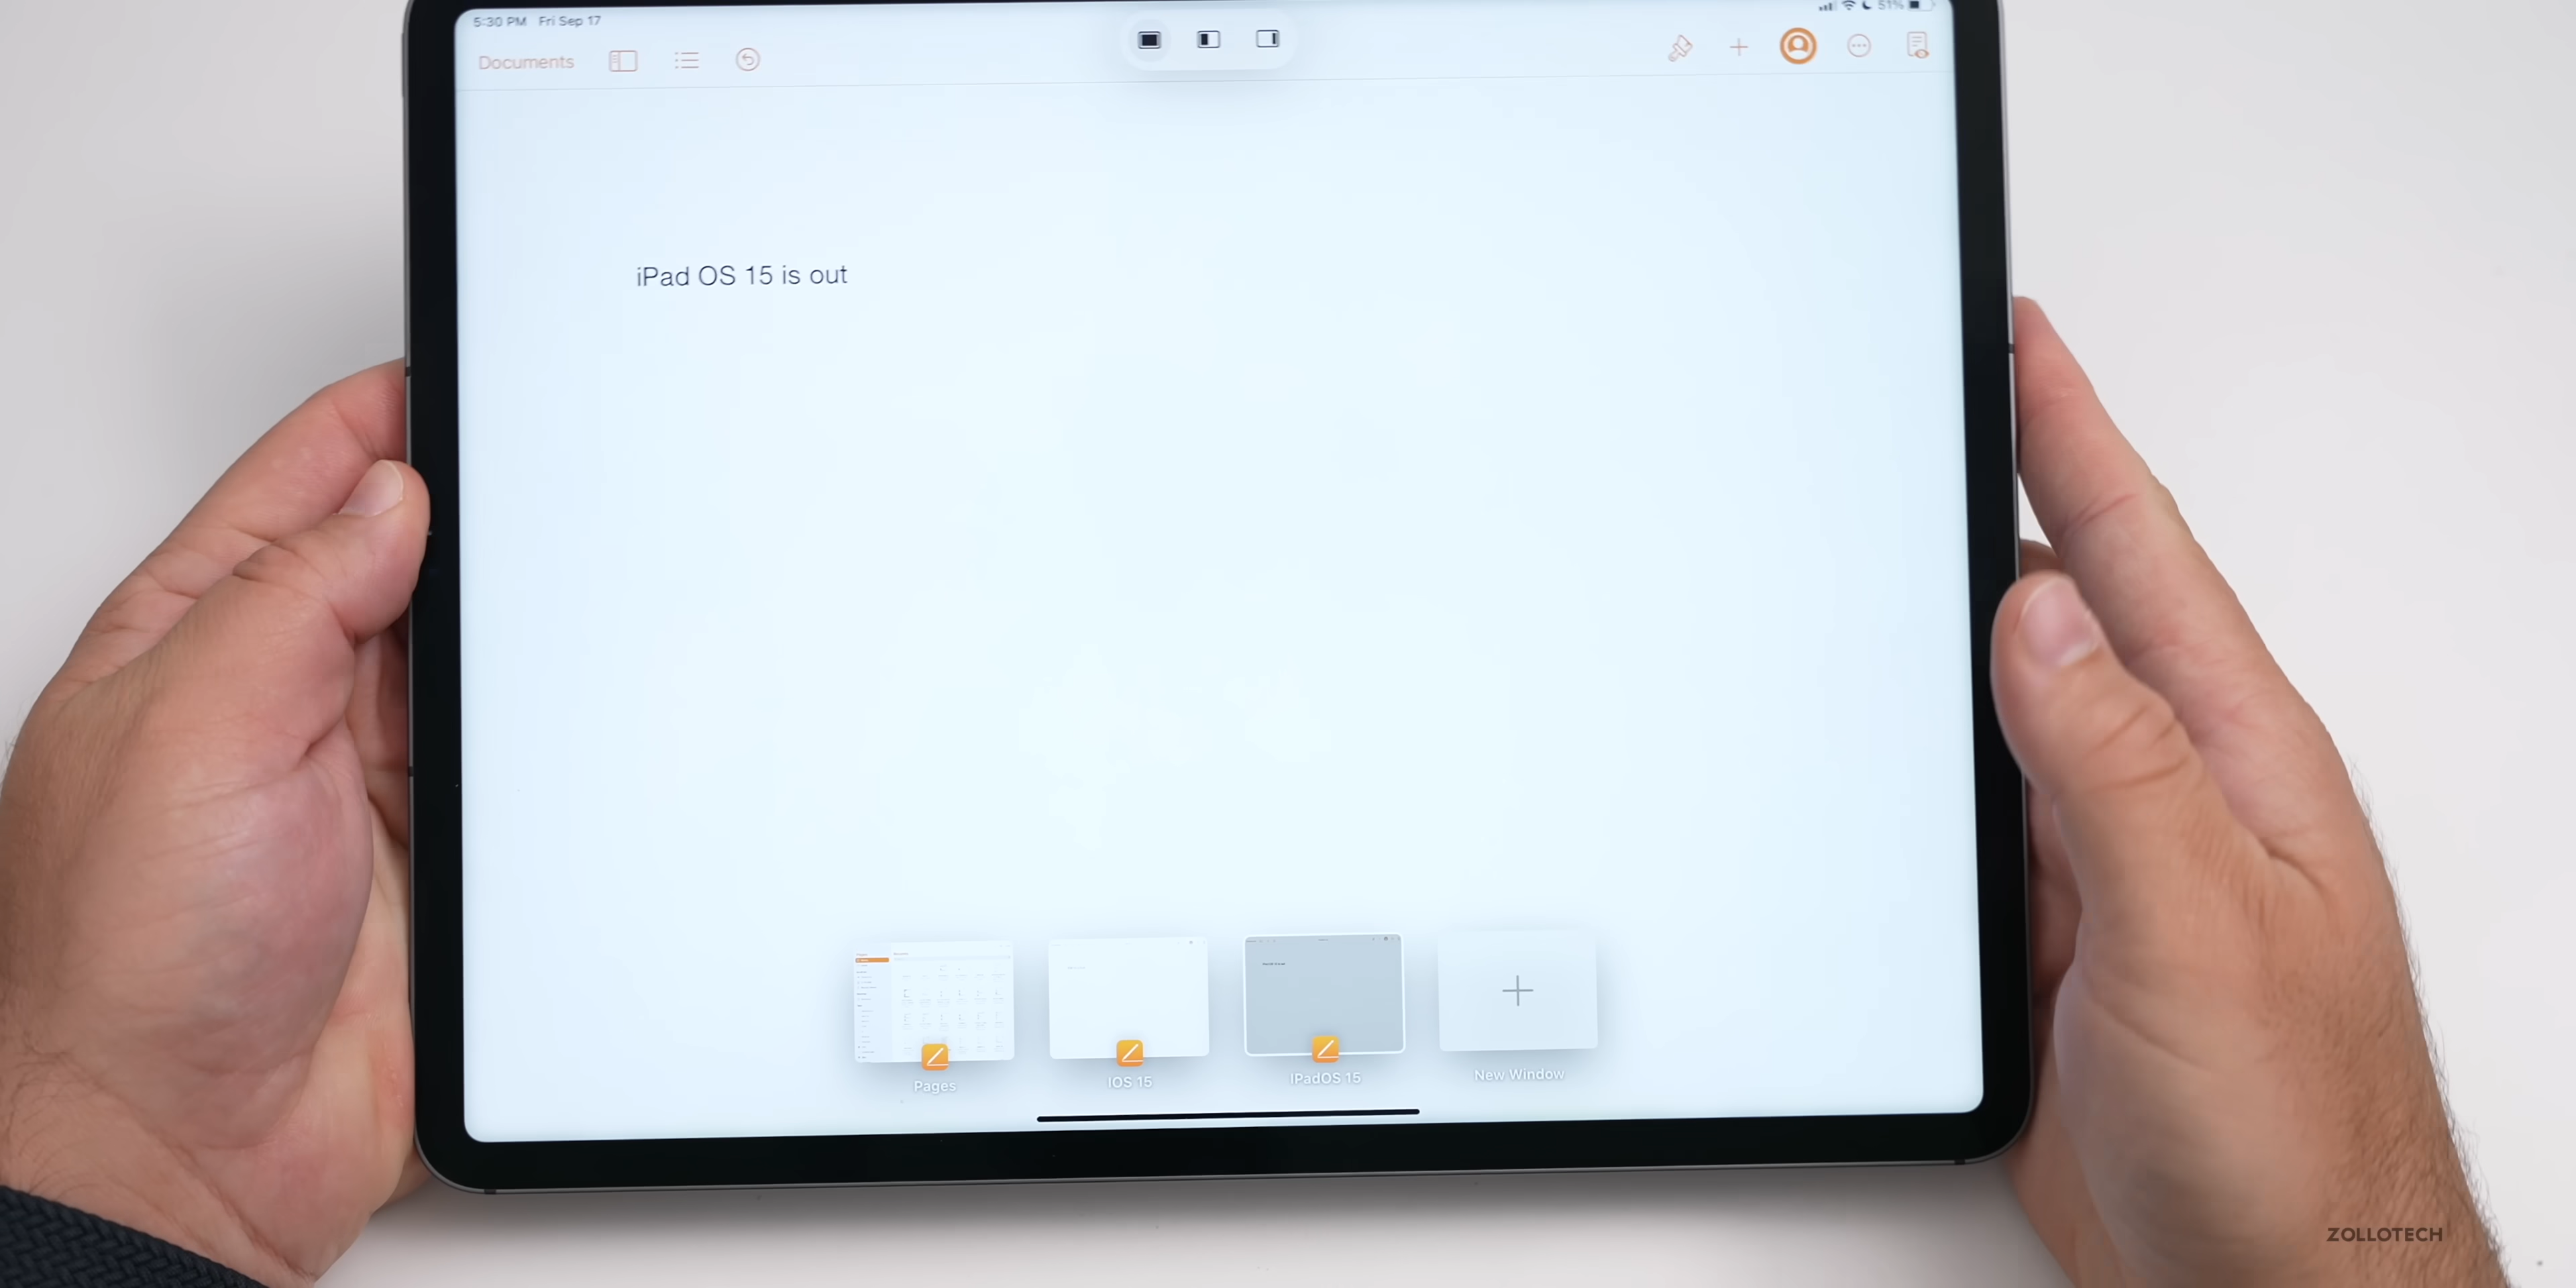 5:30 PM Fri Sep 17
51%
Documents
iPad OS 15 is out
Pages
IOS 15
IPadOS 15
New Window
ZOLLOTECH